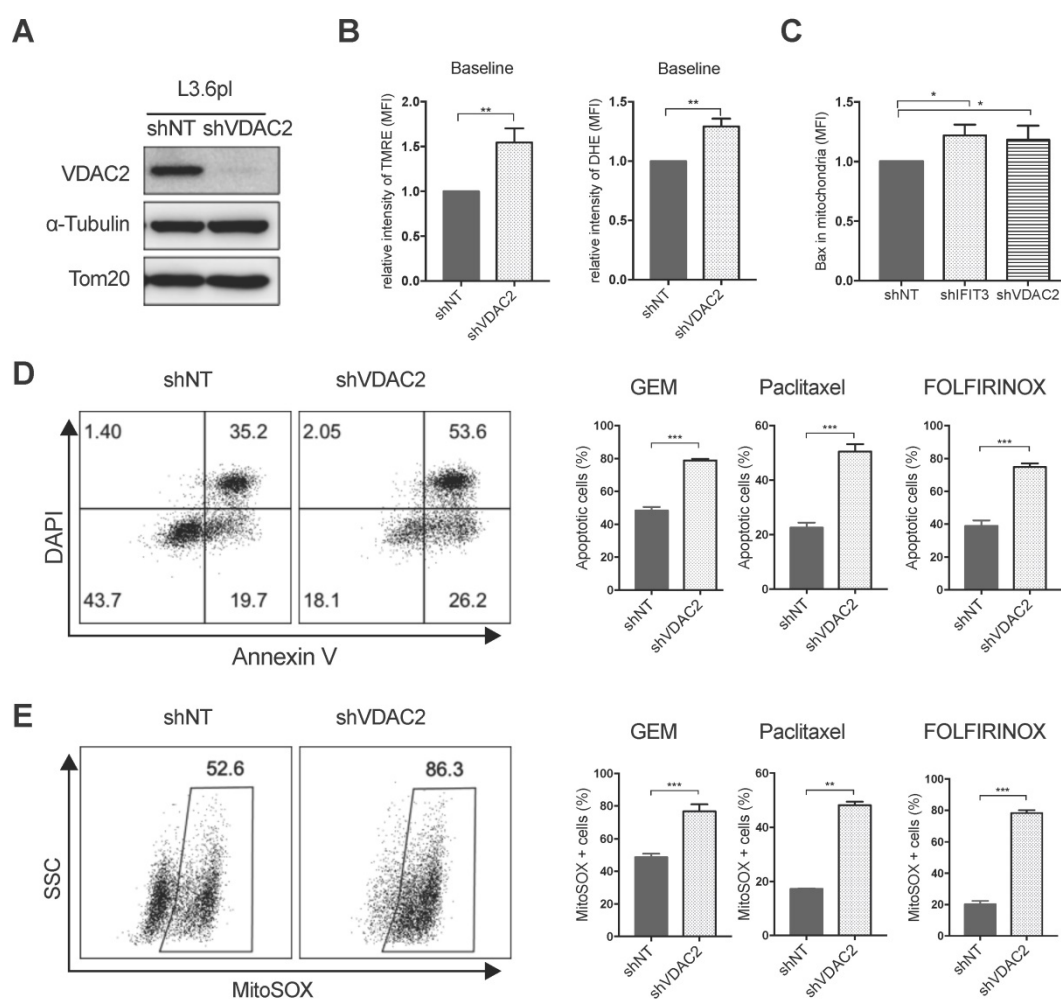 A
L3.6pl
shNT shVDAC2
VDAC2
α-Tubulin
Tom20
B
Baseline
relative intensity of TMRE (MFI)
2.0
1.5
1.0
0.5
0.0
**
shNT
shVDAC2
Baseline
relative intensity of DHE (MFI)
1.5
1.0
0.5
0.0
**
shNT
shVDAC2
C
Bax in mitochondria (MFI)
1.5
1.0
0.5
0.0
*
*
shNT
shIFIT3
shVDAC2
D
shNT
shVDAC2
1.40
35.2
43.7
19.7
2.05
53.6
18.1
26.2
DAPI
Annexin V
GEM
Apoptotic cells (%)
100
80
60
40
20
0
***
shNT
shVDAC2
Paclitaxel
Apoptotic cells (%)
60
40
20
0
***
shNT
shVDAC2
FOLFIRINOX
Apoptotic cells (%)
100
80
60
40
20
0
***
shNT
shVDAC2
E
shNT
shVDAC2
52.6
86.3
SSC
MitoSOX
GEM
MitoSOX + cells (%)
100
80
60
40
20
0
***
shNT
shVDAC2
Paclitaxel
MitoSOX + cells (%)
60
40
20
0
**
shNT
shVDAC2
FOLFIRINOX
MitoSOX + cells (%)
100
80
60
40
20
0
***
shNT
shVDAC2